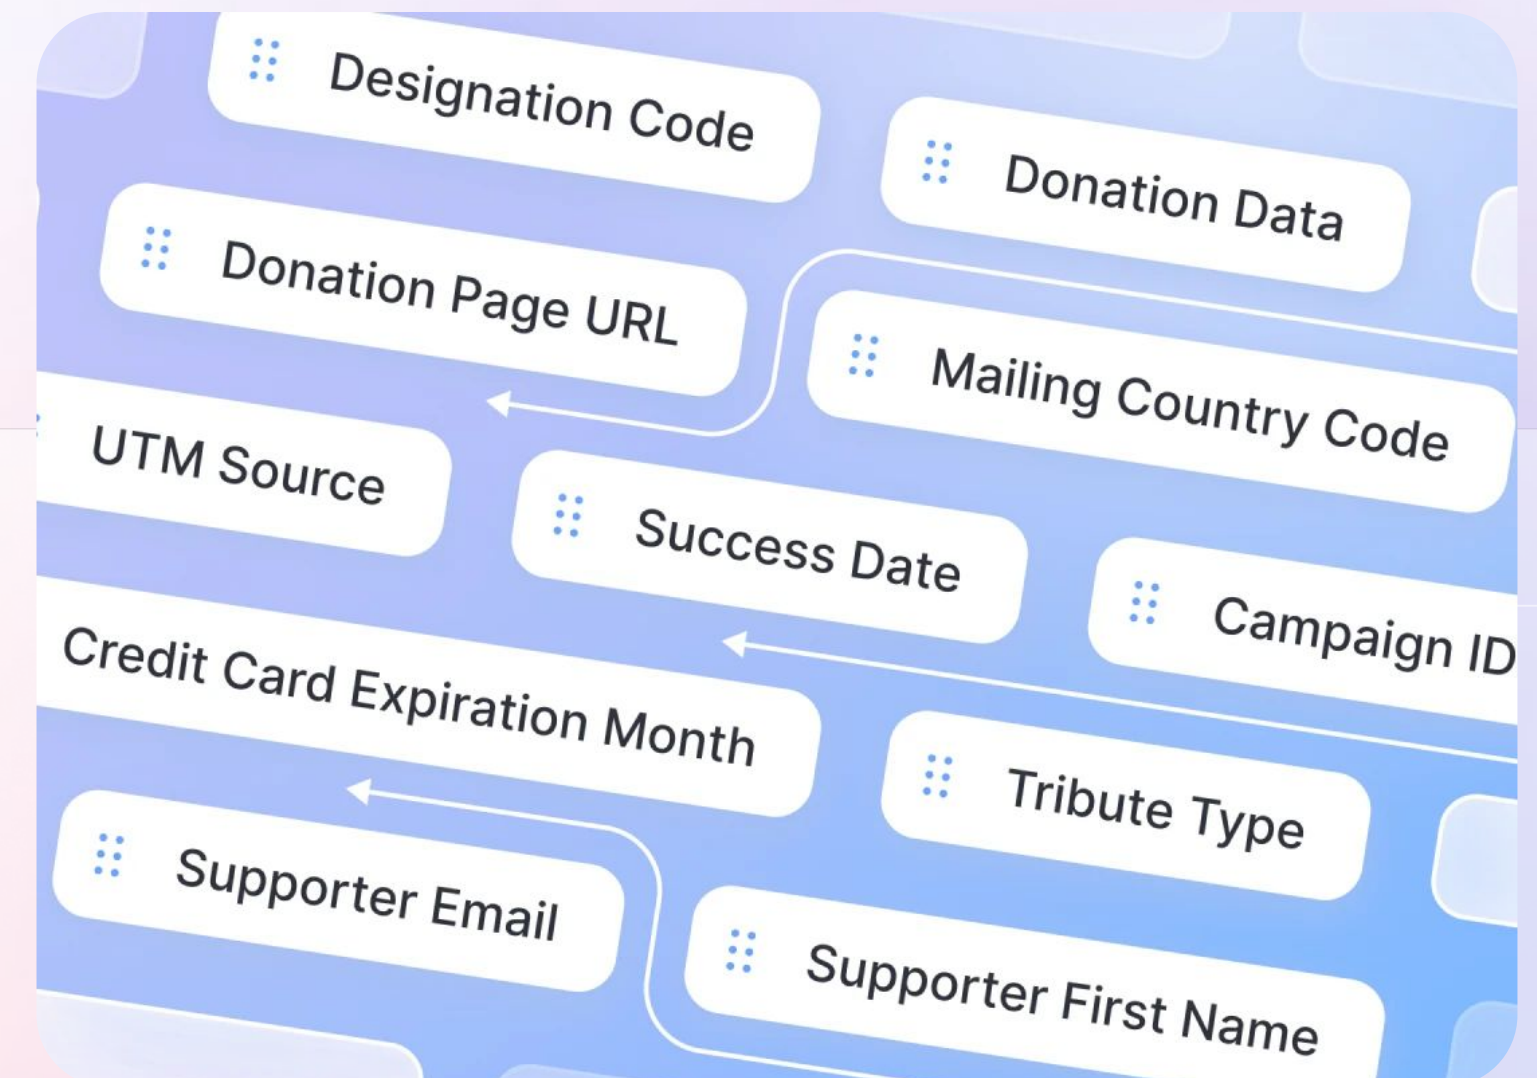 Designation Code
Donation Data
Donation Page URL
Mailing Country Code
UTM Source
Success Date
Campaign ID
Credit Card Expiration Month
Tribute Type
Supporter Email
Supporter First Name